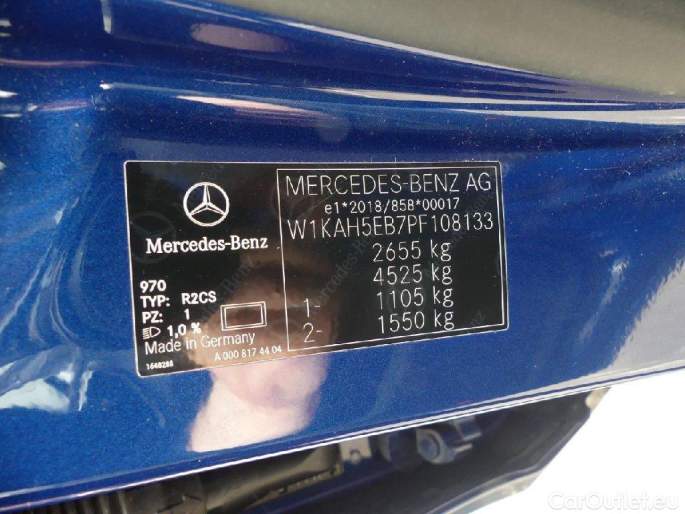 MERCEDES-BENZ AG
e1*2018/858*00017
W1KAH5EB7PF108133
2655 kg
4525 kg
1- 1105 kg
2- 1550 kg
Mercedes-Benz
970
TYP: R2CS
PZ: 1
1,0 %
Made in Germany
A 000 817 44 04
1648285
CarOutlet.eu